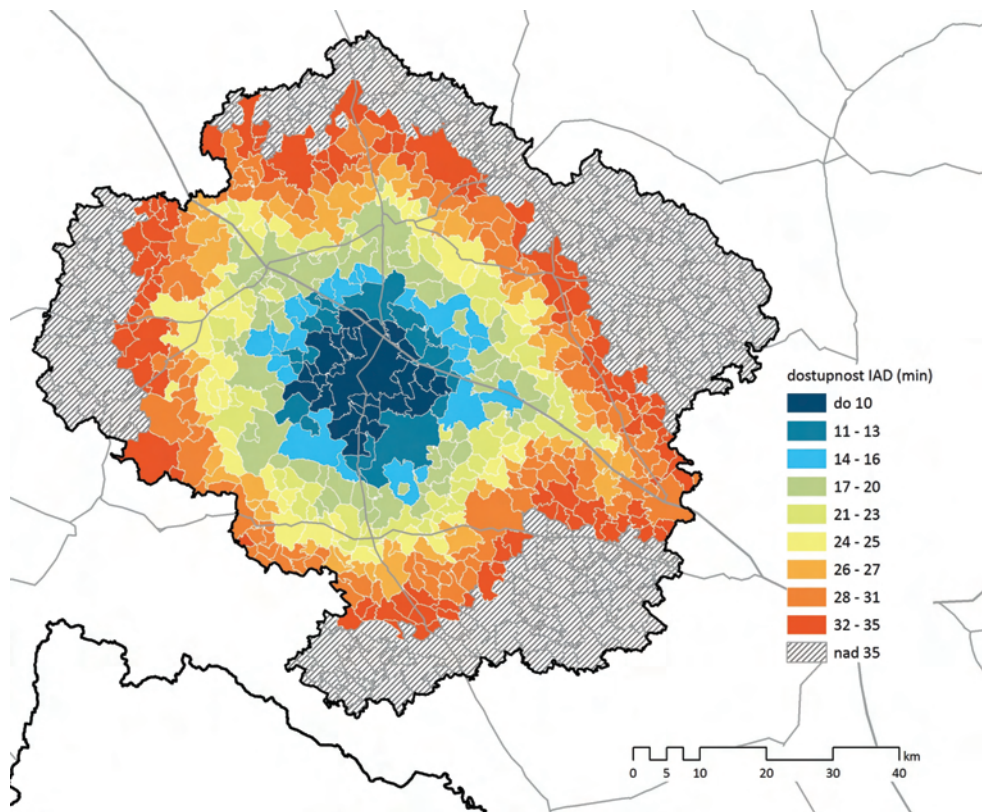 dostupnost IAD (min)
do 10
11 - 13
14 - 16
17 - 20
21 - 23
24 - 25
26 - 27
28 - 31
32 - 35
nad 35
km
0 5 10 20 30 40